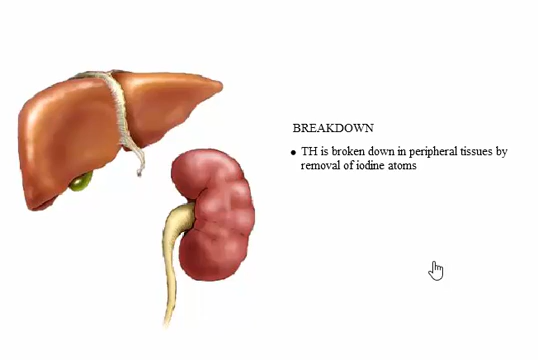 BREAKDOWN
● TH is broken down in peripheral tissues by
removal of iodine atoms